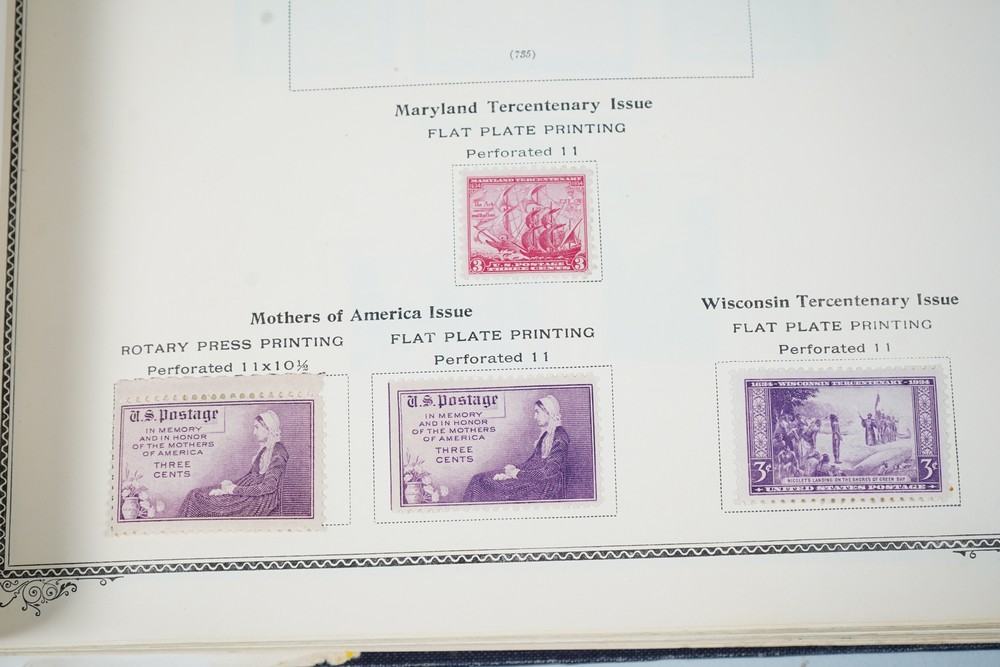 (735)
Maryland Tercentenary Issue
FLAT PLATE PRINTING
Perforated 11
MARYLAND TERCENTENARY
1634 1934
The Ark
3 U.S. POSTAGE 3
THREE CENTS
Mothers of America Issue
ROTARY PRESS PRINTING
Perforated 11x10½
U.S. Postage
IN MEMORY
AND IN HONOR
OF THE MOTHERS
OF AMERICA
THREE
CENTS
FLAT PLATE PRINTING
Perforated 11
U.S. Postage
IN MEMORY
AND IN HONOR
OF THE MOTHERS
OF AMERICA
THREE
CENTS
Wisconsin Tercentenary Issue
FLAT PLATE PRINTING
Perforated 11
1634-WISCONSIN TERCENTENARY-1934
3¢ 3¢
NICOLET'S LANDING ON THE SHORES OF GREEN BAY
UNITED STATES POSTAGE